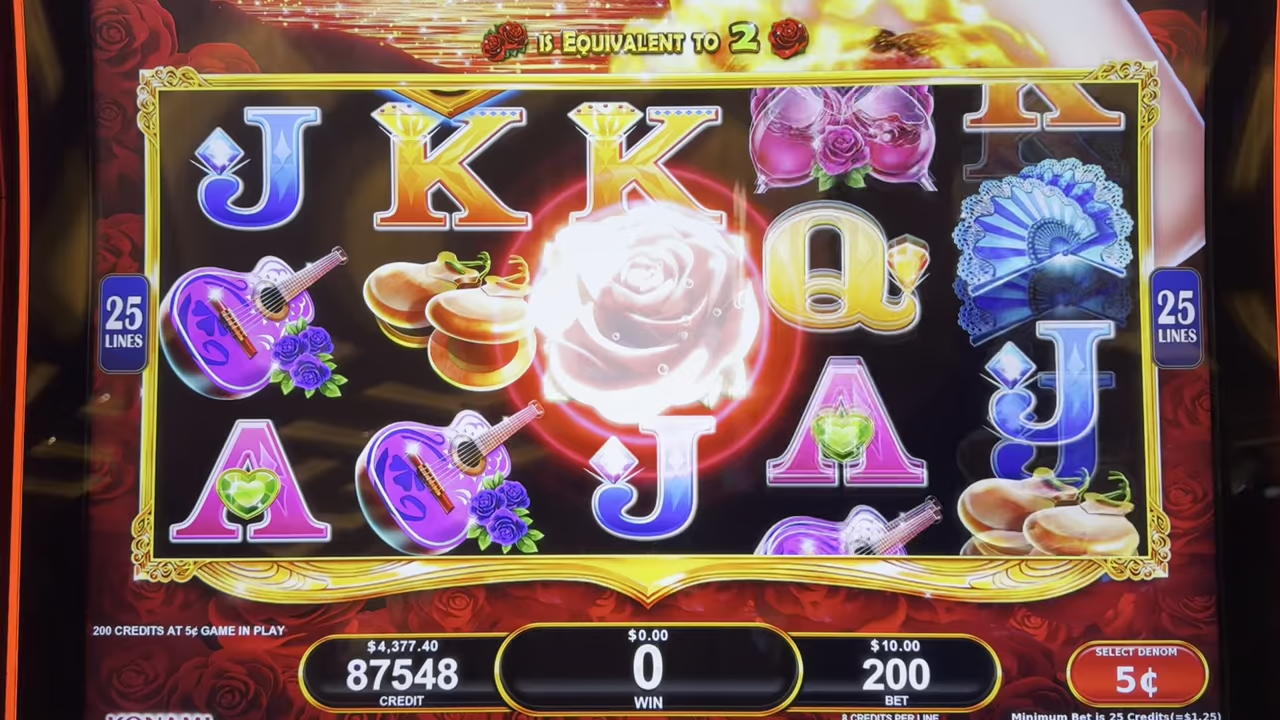 IS EQUIVALENT TO 2
J K K K
Q
25 LINES
25 LINES
J
A
A J
200 CREDITS AT 5¢ GAME IN PLAY
$4,377.40
87548
CREDIT
$0.00
0
WIN
$10.00
200
BET
8 CREDITS PER LINE
SELECT DENOM
5¢
Minimum Bet is 25 Credits(=$1.25)
KONAMI